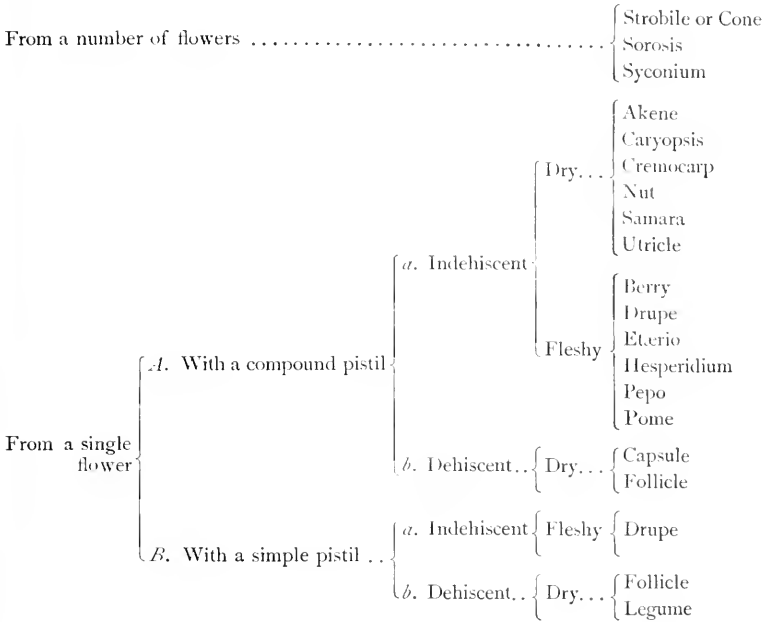 Strobile or Cone
From a number of flowers ................................. Sorosis
Syconium
Akene
Caryopsis
Dry... Cremocarp
Nut
Samara
Utricle
a. Indehiscent
Berry
Drupe
Fleshy Etærio
Hesperidium
Pepo
Pome
A. With a compound pistil
From a single
flower
b. Dehiscent.. Dry... Capsule
Follicle
a. Indehiscent Fleshy Drupe
B. With a simple pistil ..
b. Dehiscent.. Dry... Follicle
Legume